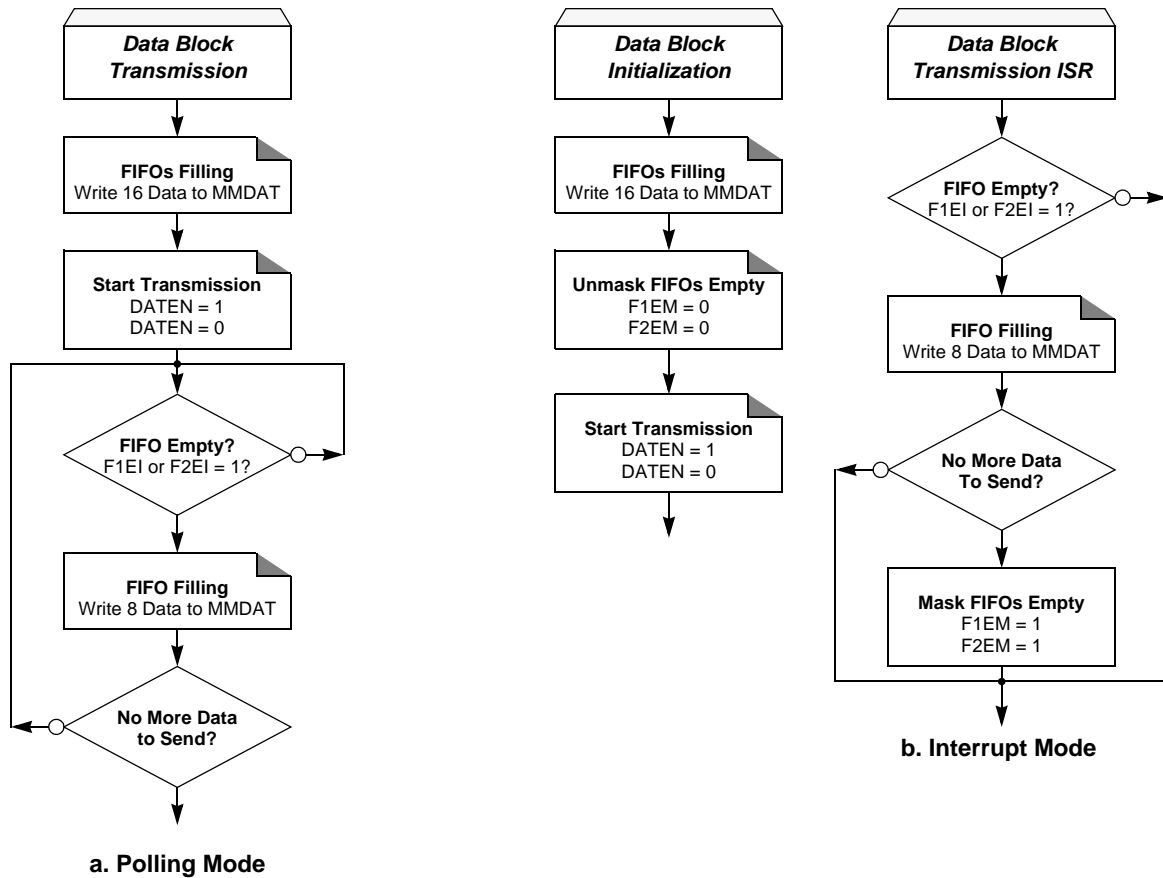 Data Block
Transmission
FIFOs Filling
Write 16 Data to MMDAT
Start Transmission
DATEN = 1
DATEN = 0
FIFO Empty?
F1EI or F2EI = 1?
FIFO Filling
Write 8 Data to MMDAT
No More Data
to Send?
a. Polling Mode
Data Block
Initialization
FIFOs Filling
Write 16 Data to MMDAT
Unmask FIFOs Empty
F1EM = 0
F2EM = 0
Start Transmission
DATEN = 1
DATEN = 0
Data Block
Transmission ISR
FIFO Empty?
F1EI or F2EI = 1?
FIFO Filling
Write 8 Data to MMDAT
No More Data
To Send?
Mask FIFOs Empty
F1EM = 1
F2EM = 1
b. Interrupt Mode